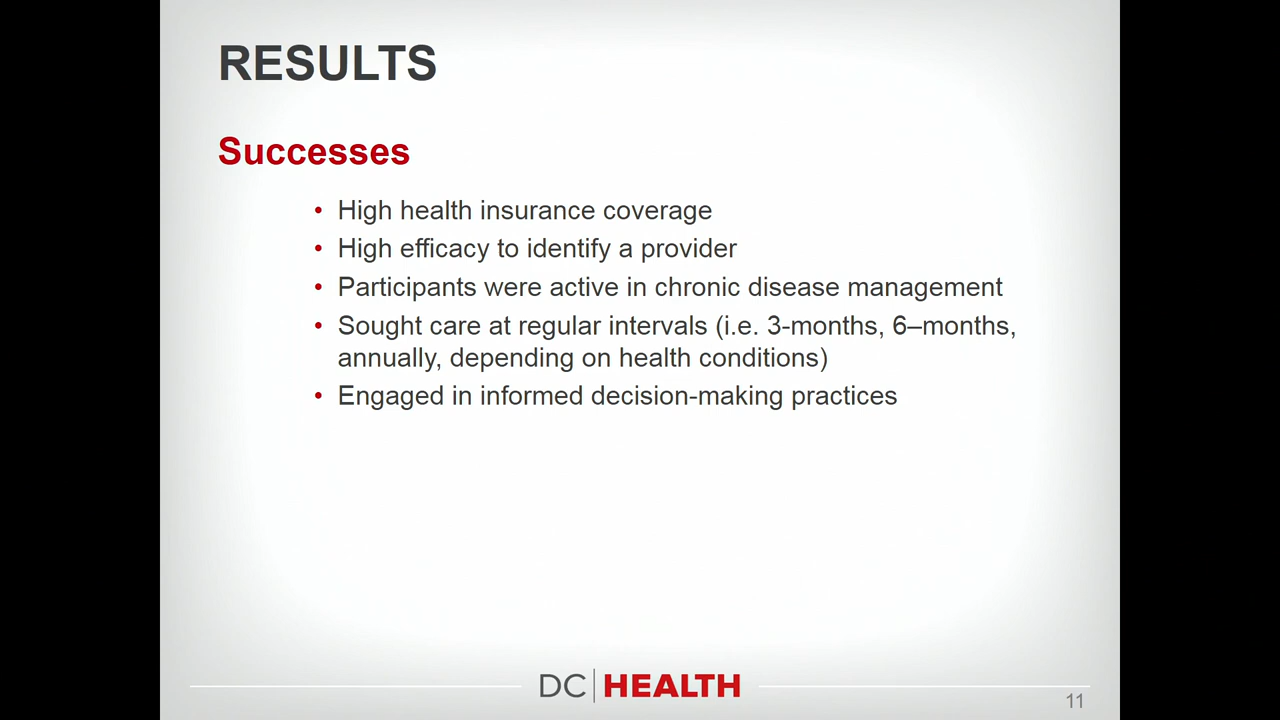 RESULTS
Successes
• High health insurance coverage
• High efficacy to identify a provider
• Participants were active in chronic disease management
• Sought care at regular intervals (i.e. 3-months, 6–months,
annually, depending on health conditions)
• Engaged in informed decision-making practices
DC|HEALTH
11